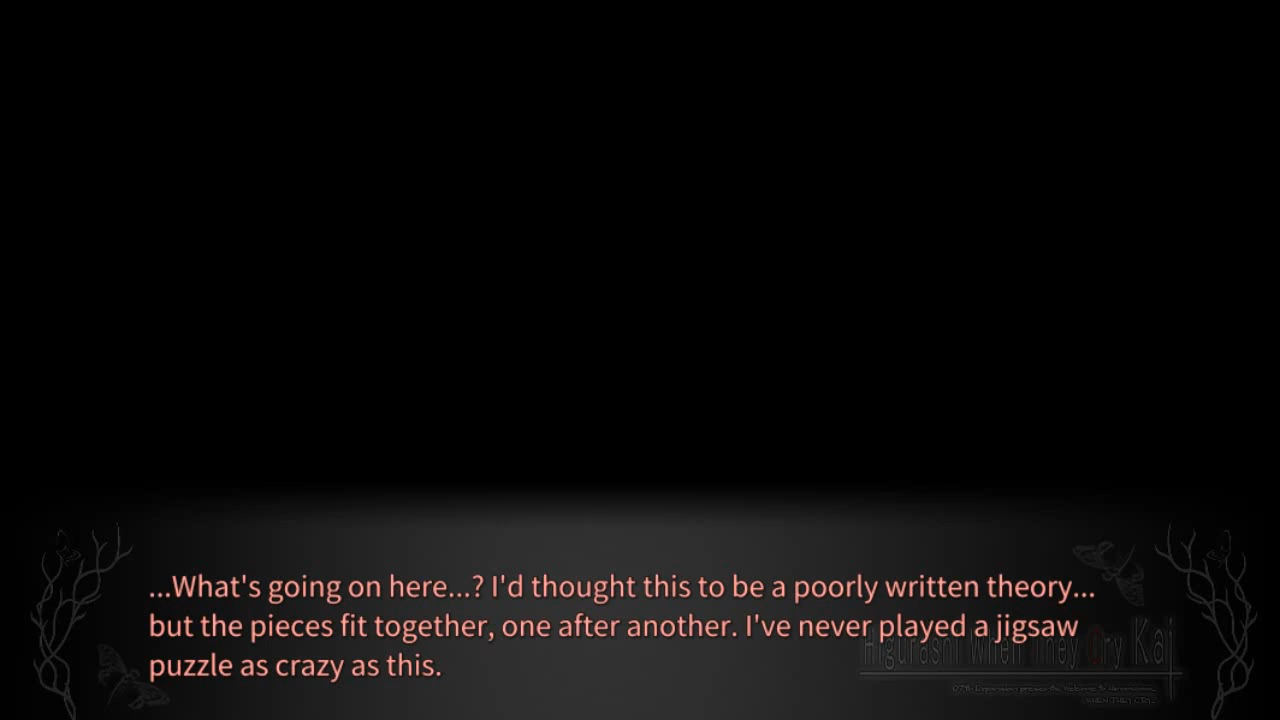 ...What's going on here...? I'd thought this to be a poorly written theory...
but the pieces fit together, one after another. I've never played a jigsaw
puzzle as crazy as this.
Higurashi When They Cry Kai